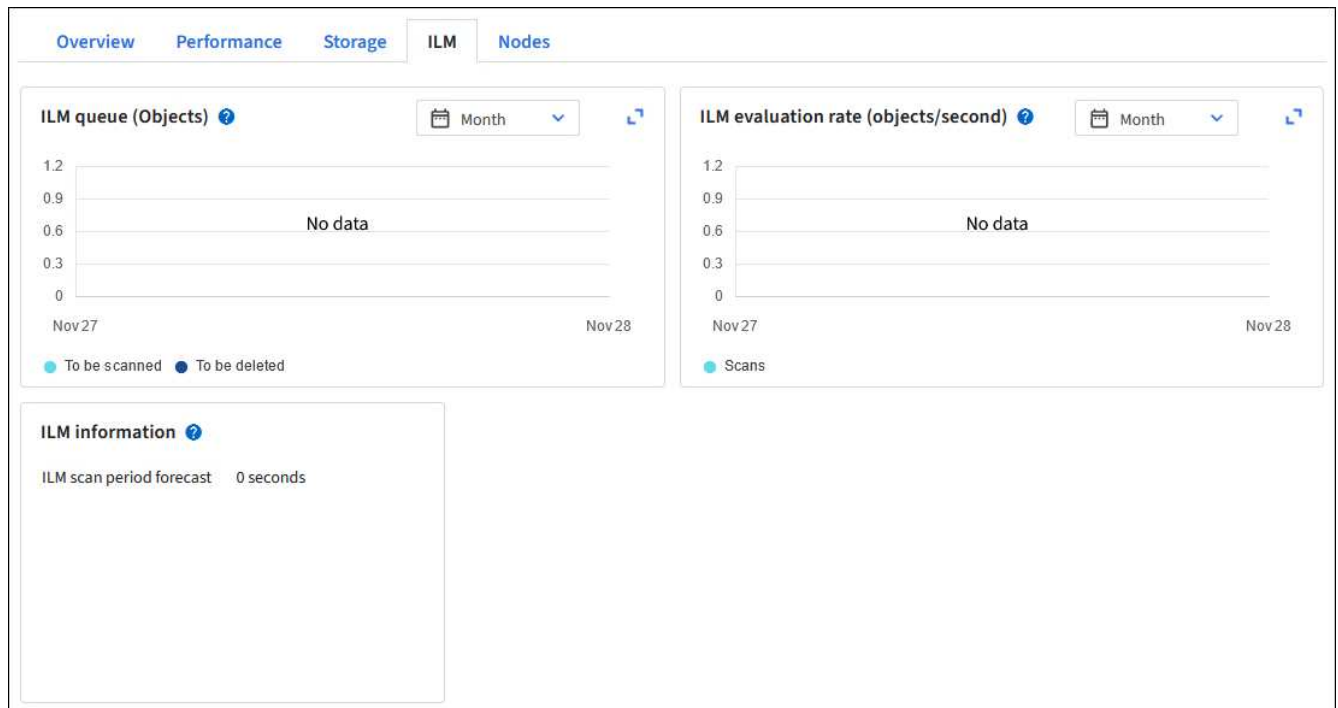 Overview Performance Storage ILM Nodes
ILM queue (Objects) ? Month
1.2
0.9
0.6
0.3
0
No data
Nov 27 Nov 28
To be scanned To be deleted
ILM evaluation rate (objects/second) ? Month
1.2
0.9
0.6
0.3
0
No data
Nov 27 Nov 28
Scans
ILM information ?
ILM scan period forecast 0 seconds